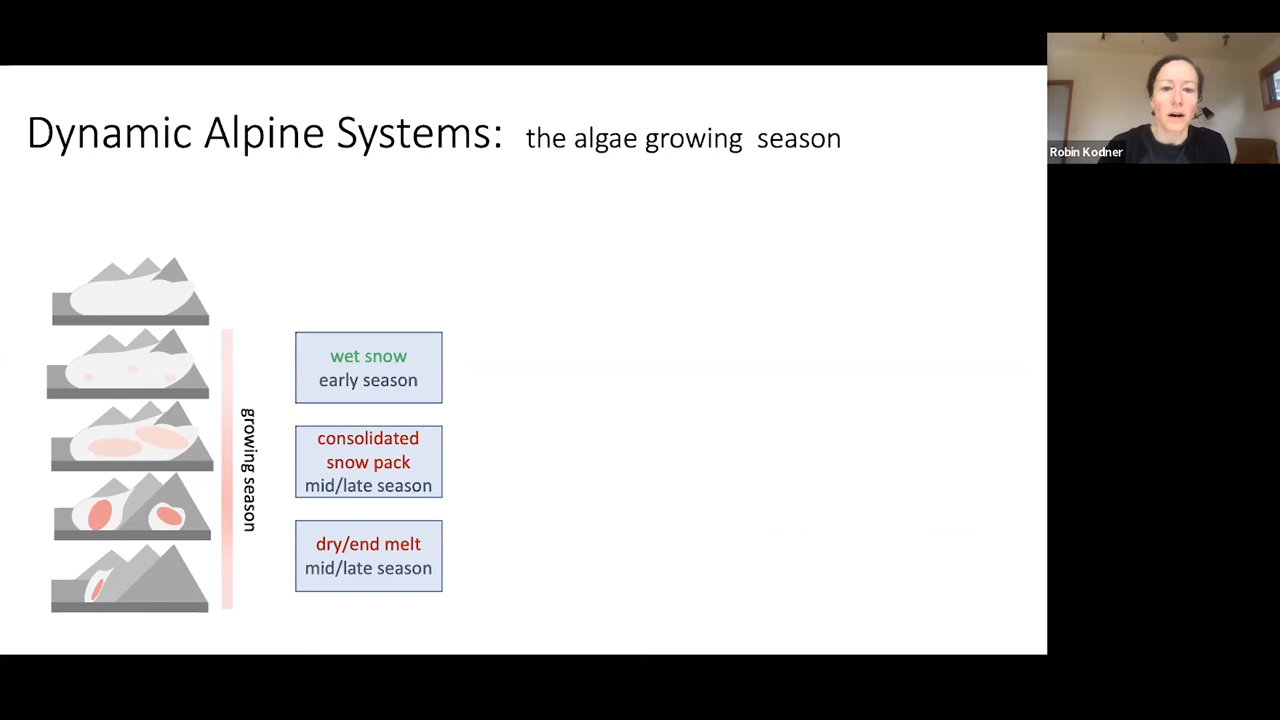 Dynamic Alpine Systems: the algae growing season
Robin Kodner
growing season
wet snow
early season
consolidated
snow pack
mid/late season
dry/end melt
mid/late season